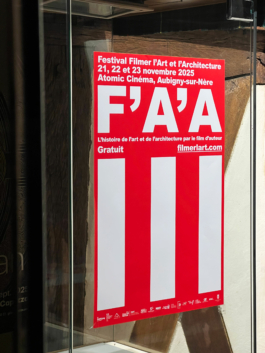 Festival Filmer l'Art et l'Architecture
21, 22 et 23 novembre 2025
Atomic Cinéma, Aubigny-sur-Nère
F'A'A
L'histoire de l'art et de l'architecture par le film d'auteur
Gratuit
filmerlart.com